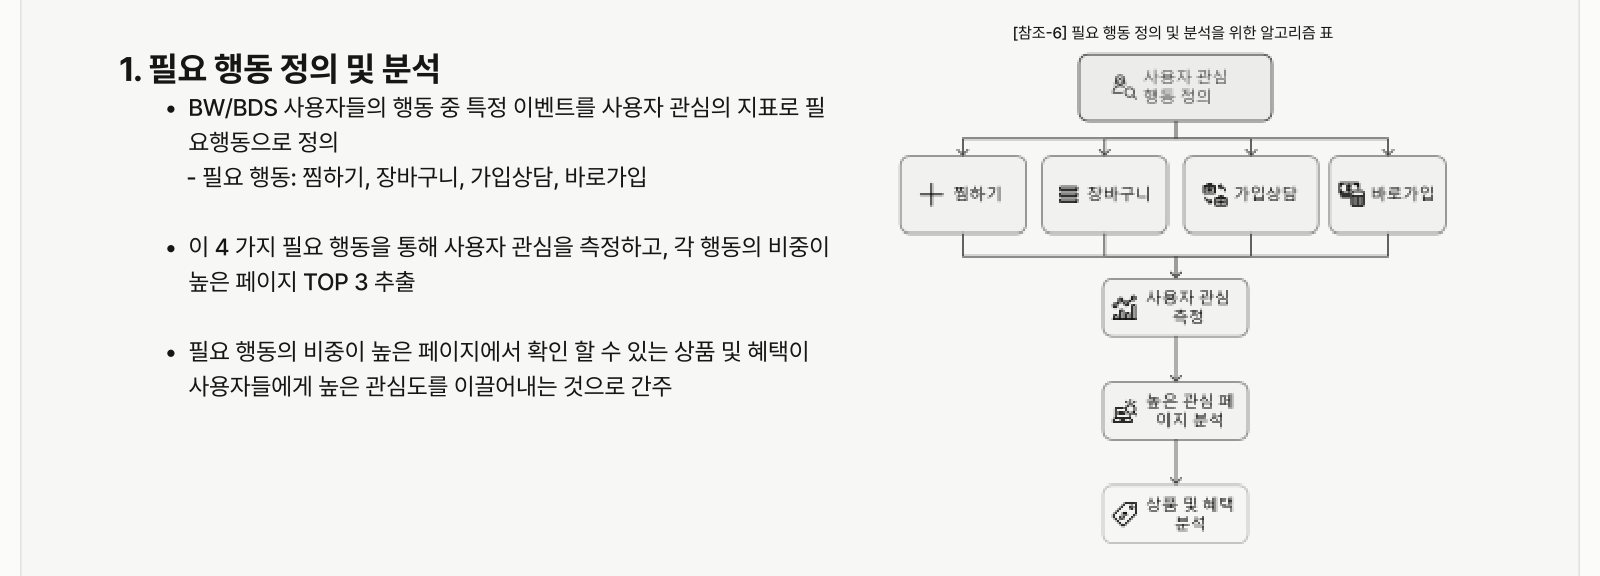 1. 필요 행동 정의 및 분석
• BW/BDS 사용자들의 행동 중 특정 이벤트를 사용자 관심의 지표로 필
요행동으로 정의
- 필요 행동: 찜하기, 장바구니, 가입상담, 바로가입
• 이 4 가지 필요 행동을 통해 사용자 관심을 측정하고, 각 행동의 비중이
높은 페이지 TOP 3 추출
• 필요 행동의 비중이 높은 페이지에서 확인 할 수 있는 상품 및 혜택이
사용자들에게 높은 관심도를 이끌어내는 것으로 간주
[참조-6] 필요 행동 정의 및 분석을 위한 알고리즘 표
사용자 관심
행동 정의
찜하기
장바구니
가입상담
바로가입
사용자 관심
측정
높은 관심 페
이지 분석
상품 및 혜택
분석